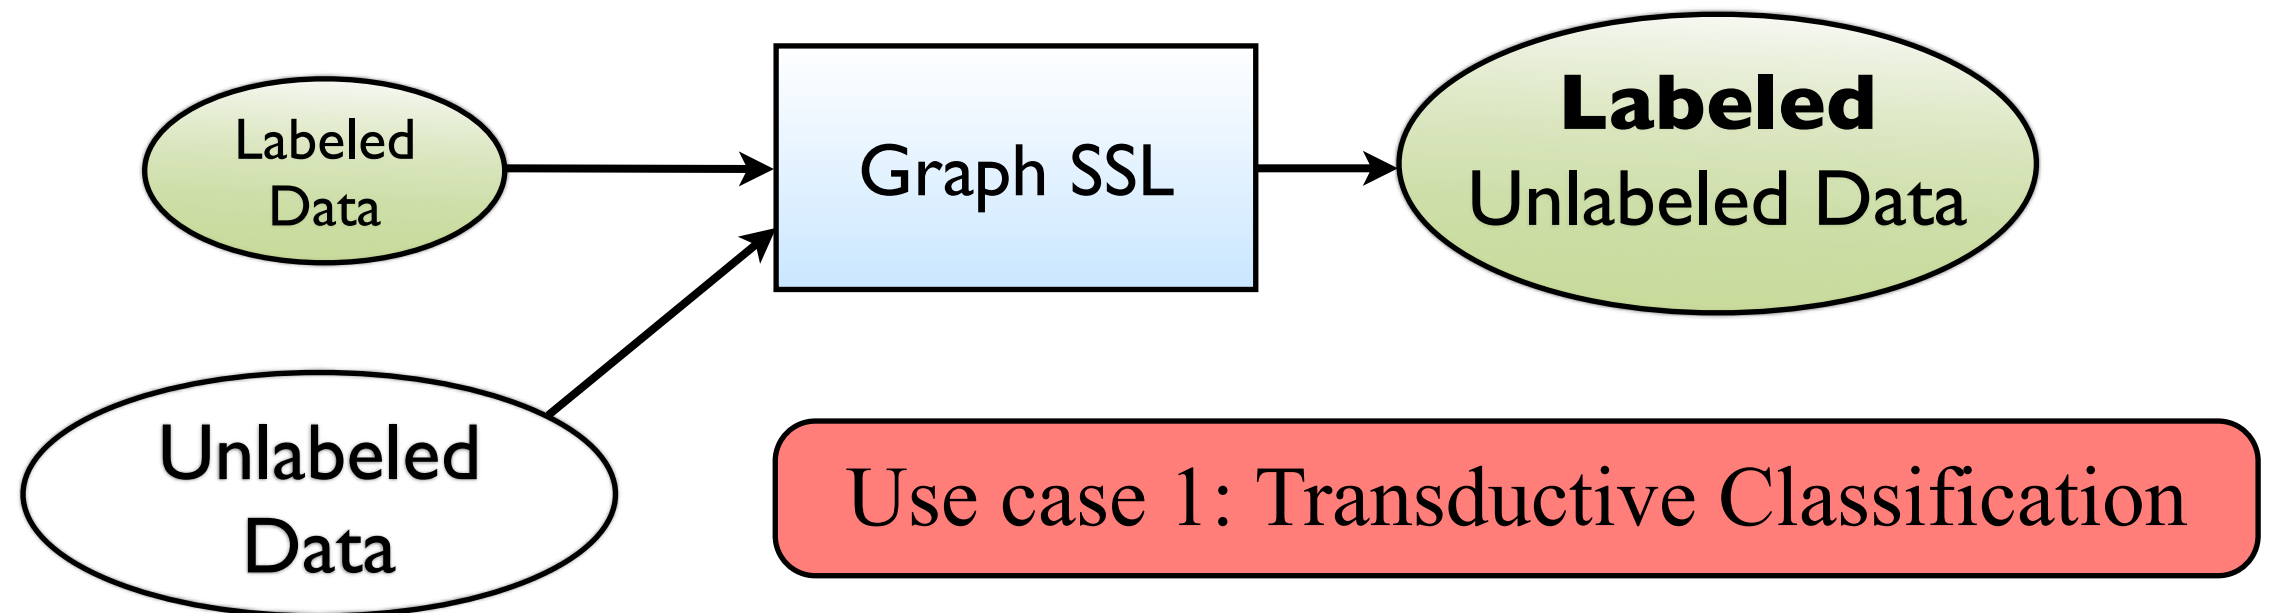 Labeled
Data
Graph SSL
Labeled
Unlabeled Data
Unlabeled
Data
Use case 1: Transductive Classification